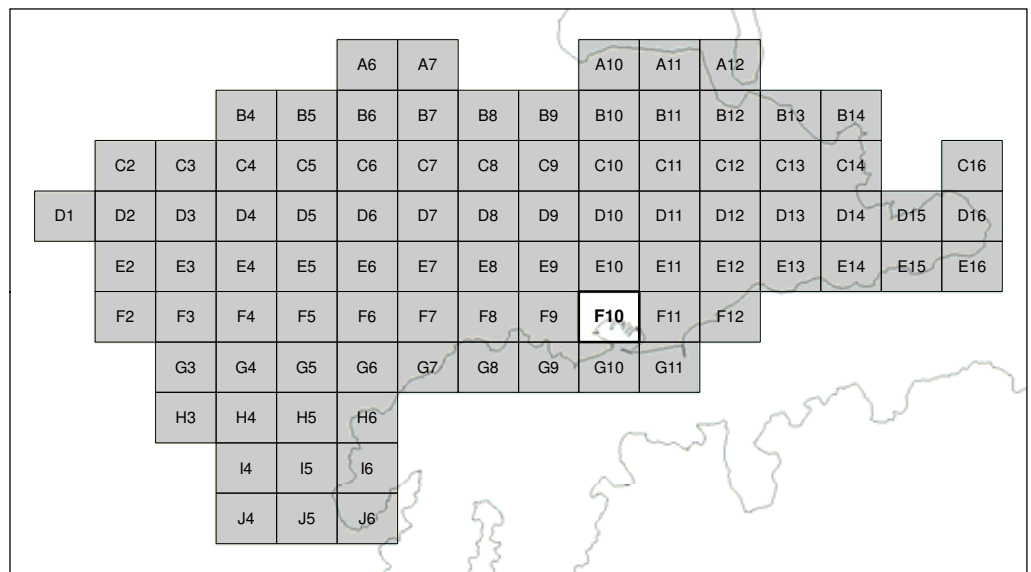 A6 A7 A10 A11 A12
B4 B5 B6 B7 B8 B9 B10 B11 B12 B13 B14
C2 C3 C4 C5 C6 C7 C8 C9 C10 C11 C12 C13 C14 C16
D1 D2 D3 D4 D5 D6 D7 D8 D9 D10 D11 D12 D13 D14 D15 D16
E2 E3 E4 E5 E6 E7 E8 E9 E10 E11 E12 E13 E14 E15 E16
F2 F3 F4 F5 F6 F7 F8 F9 F10 F11 F12
G3 G4 G5 G6 G7 G8 G9 G10 G11
H3 H4 H5 H6
I4 I5 I6
J4 J5 J6